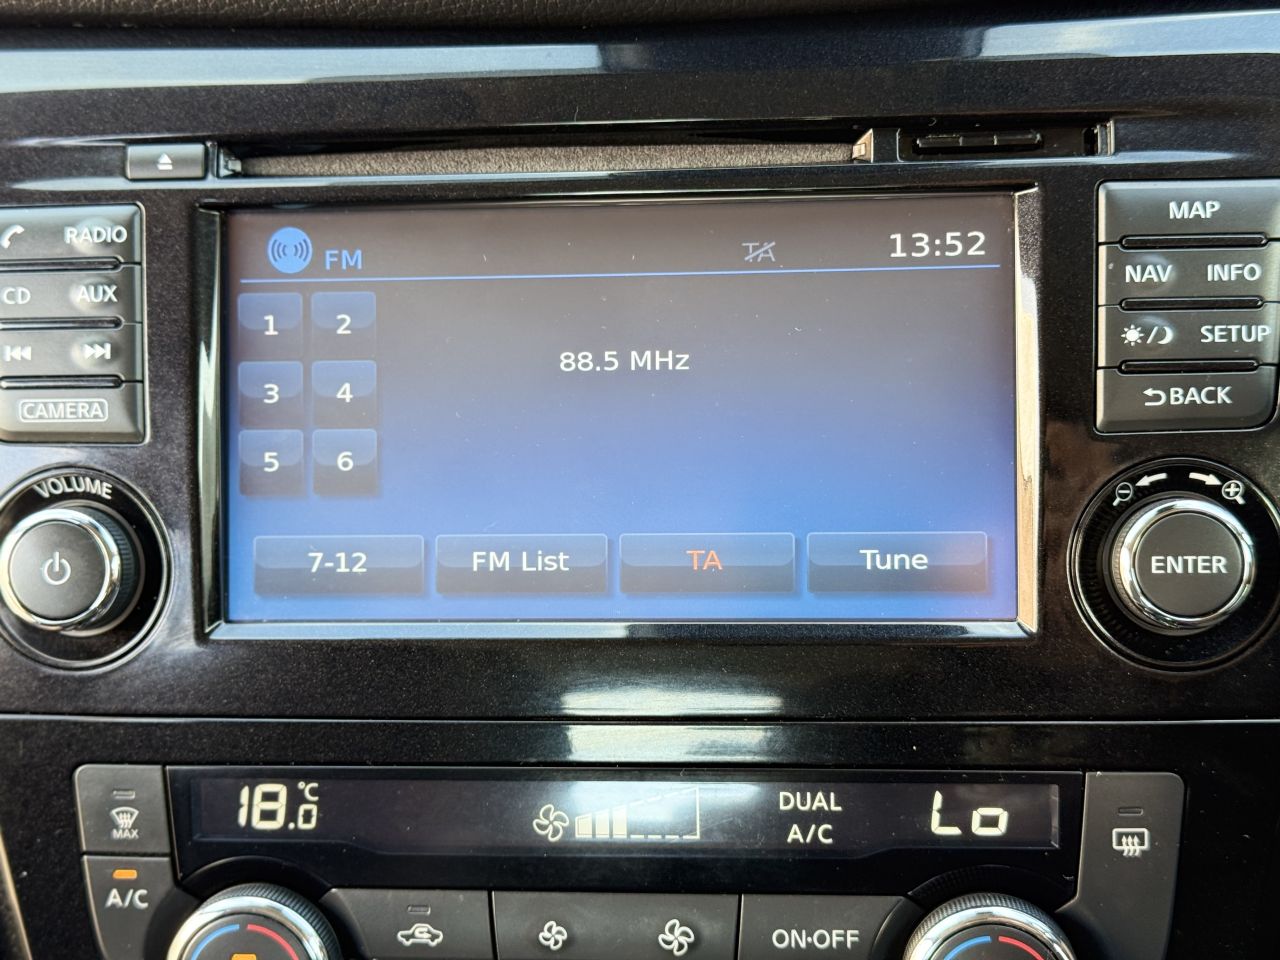 RADIO
CD AUX
CAMERA
VOLUME
FM TA 13:52
1 2
3 4
5 6
88.5 MHz
7-12 FM List TA Tune
MAP
NAV INFO
SETUP
BACK
ENTER
MAX
A/C
18.0 °C
DUAL
A/C
Lo
ON·OFF